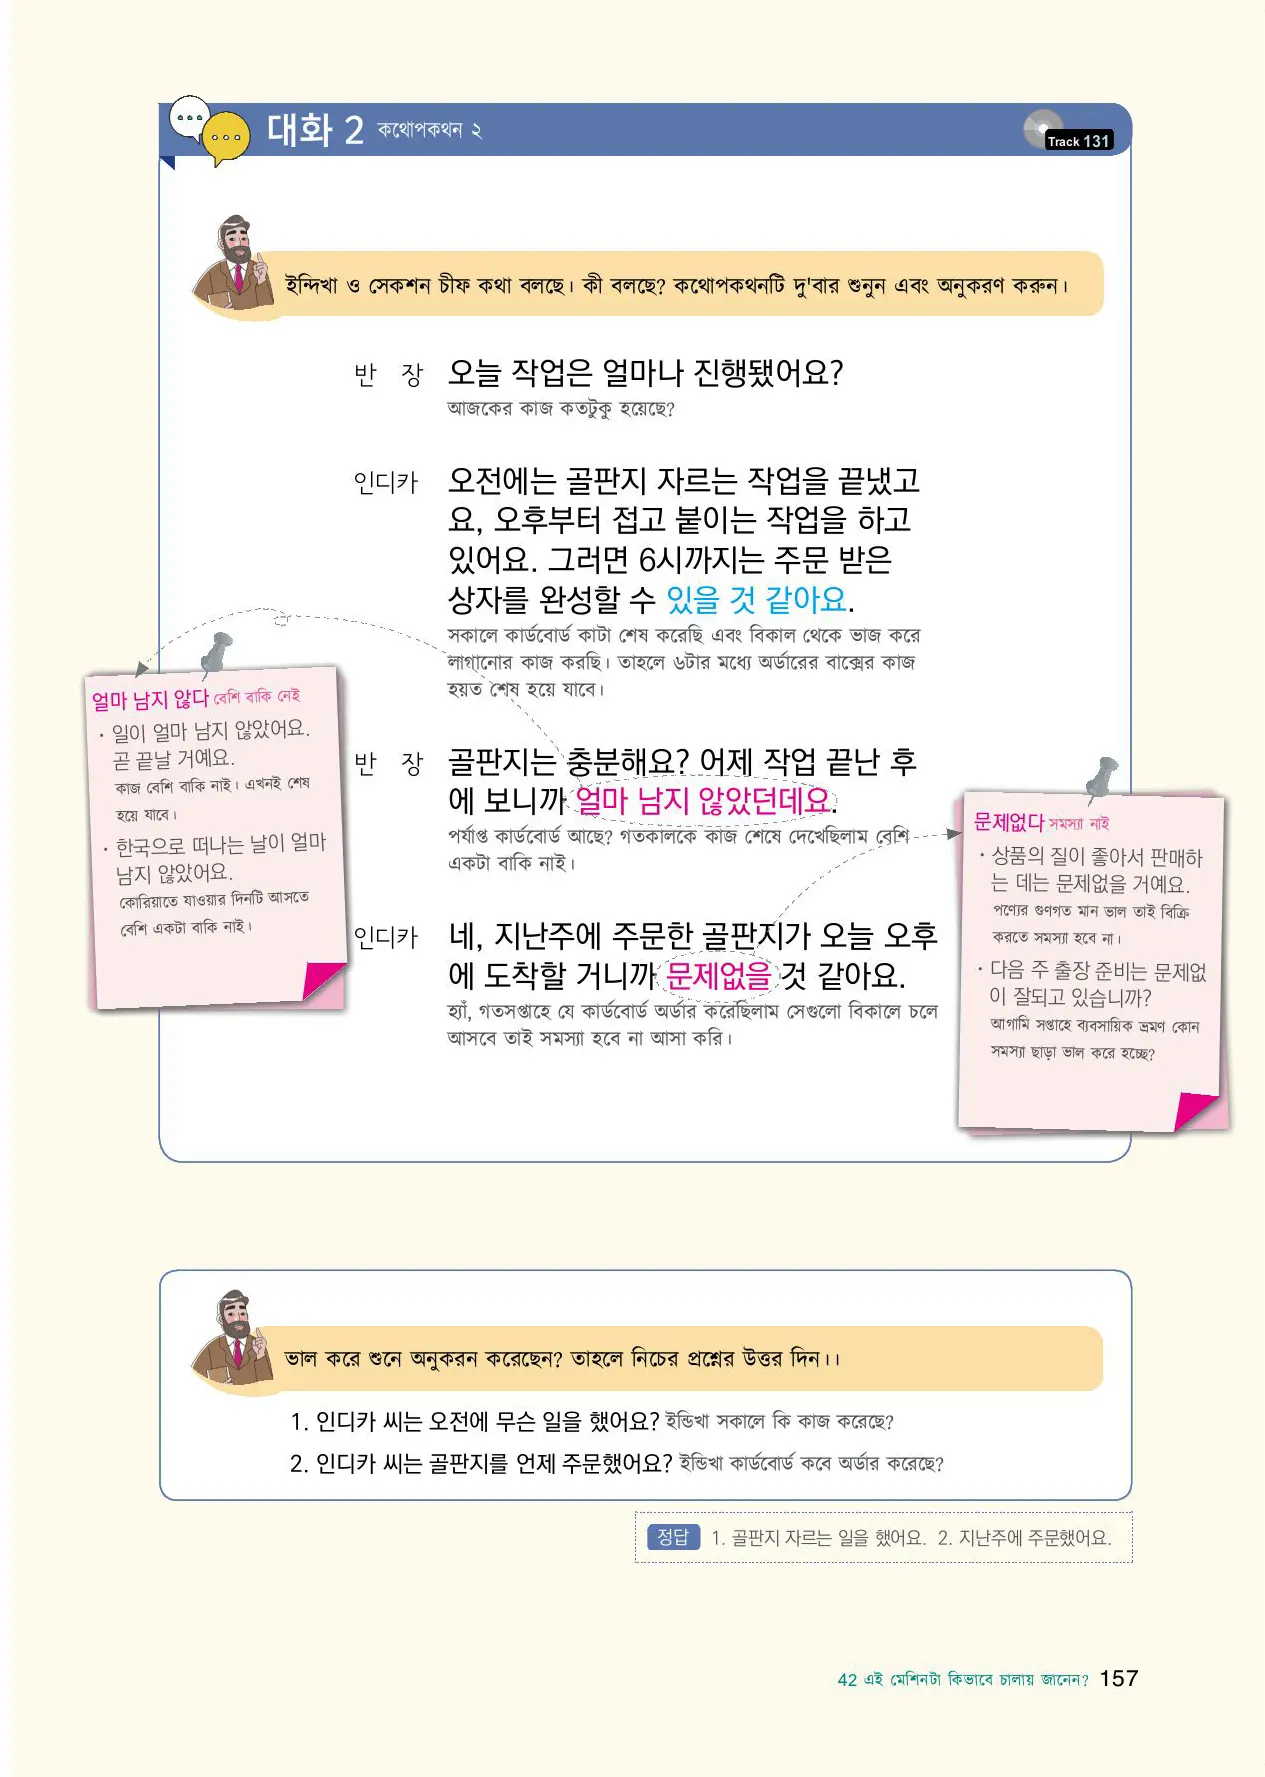 대화 2 কথোপকথন ২
Track 131
ইন্দিখা ও সেকশন চীফ কথা বলছে। কী বলছে? কথোপকথনটি দু'বার শুনুন এবং অনুকরণ করুন।
반 장 오늘 작업은 얼마나 진행됐어요?
আজকের কাজ কতটুকু হয়েছে?
인디카 오전에는 골판지 자르는 작업을 끝냈고
요, 오후부터 접고 붙이는 작업을 하고
있어요. 그러면 6시까지는 주문 받은
상자를 완성할 수 있을 것 같아요.
সকালে কার্ডবোর্ড কাটা শেষ করেছি এবং বিকাল থেকে ভাজ করে
লাগানোর কাজ করছি। তাহলে ৬টার মধ্যে অর্ডারের বাক্সের কাজ
হয়ত শেষ হয়ে যাবে।
반 장 골판지는 충분해요? 어제 작업 끝난 후
에 보니까 얼마 남지 않았던데요.
পর্যাপ্ত কার্ডবোর্ড আছে? গতকালকে কাজ শেষে দেখেছিলাম বেশি
একটা বাকি নাই।
인디카 네, 지난주에 주문한 골판지가 오늘 오후
에 도착할 거니까 문제없을 것 같아요.
হ্যাঁ, গতসপ্তাহে যে কার্ডবোর্ড অর্ডার করেছিলাম সেগুলো বিকালে চলে
আসবে তাই সমস্যা হবে না আসা করি।
얼마 남지 않다 বেশি বাকি নেই
· 일이 얼마 남지 않았어요.
곧 끝날 거예요.
কাজ বেশি বাকি নাই। এখনই শেষ
হয়ে যাবে।
· 한국으로 떠나는 날이 얼마
남지 않았어요.
কোরিয়াতে যাওয়ার দিনটি আসতে
বেশি একটা বাকি নাই।
문제없다 সমস্যা নাই
· 상품의 질이 좋아서 판매하
는 데는 문제없을 거예요.
পণ্যের গুণগত মান ভাল তাই বিক্রি
করতে সমস্যা হবে না।
· 다음 주 출장 준비는 문제없
이 잘되고 있습니까?
আগামি সপ্তাহে ব্যবসায়িক ভ্রমণ কোন
সমস্যা ছাড়া ভাল করে হচ্ছে?
ভাল করে শুনে অনুকরন করেছেন? তাহলে নিচের প্রশ্নের উত্তর দিন।।
1. 인디카 씨는 오전에 무슨 일을 했어요? ইন্ডিখা সকালে কি কাজ করেছে?
2. 인디카 씨는 골판지를 언제 주문했어요? ইন্ডিখা কার্ডবোর্ড কবে অর্ডার করেছে?
정답 1. 골판지 자르는 일을 했어요. 2. 지난주에 주문했어요.
42 এই মেশিনটা কিভাবে চালায় জানেন? 157